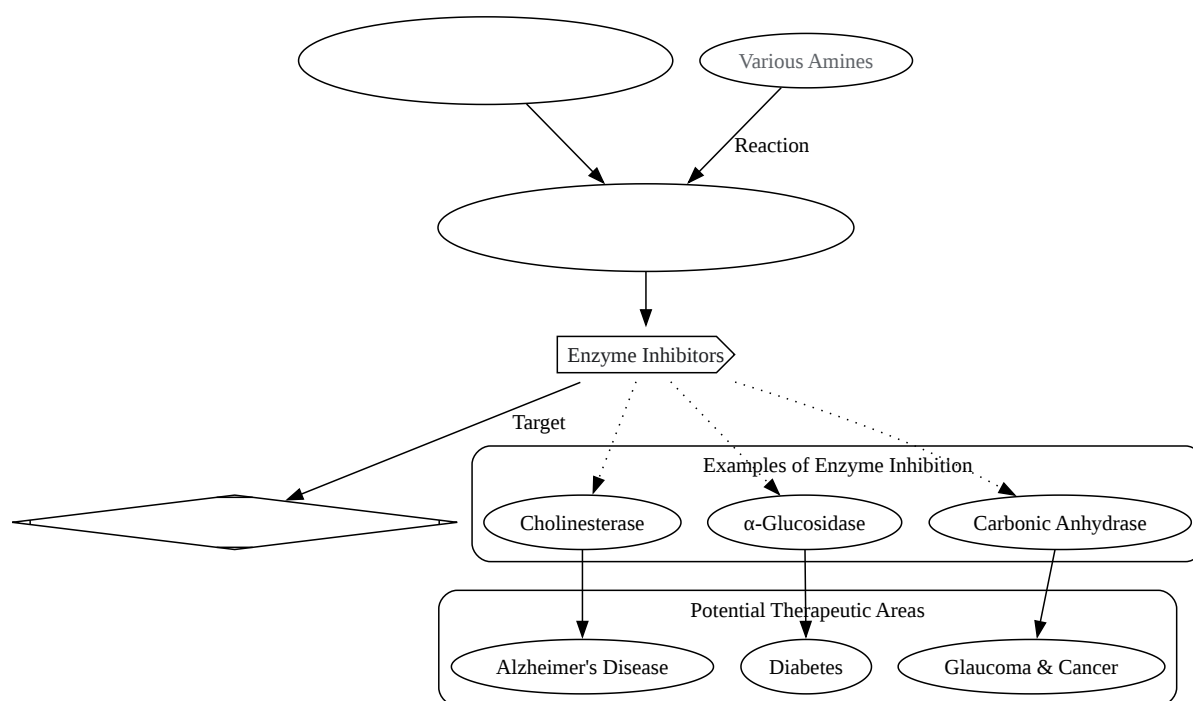 Various Amines
Reaction
Enzyme Inhibitors
Target
Examples of Enzyme Inhibition
Cholinesterase
α-Glucosidase
Carbonic Anhydrase
Potential Therapeutic Areas
Alzheimer's Disease
Diabetes
Glaucoma & Cancer